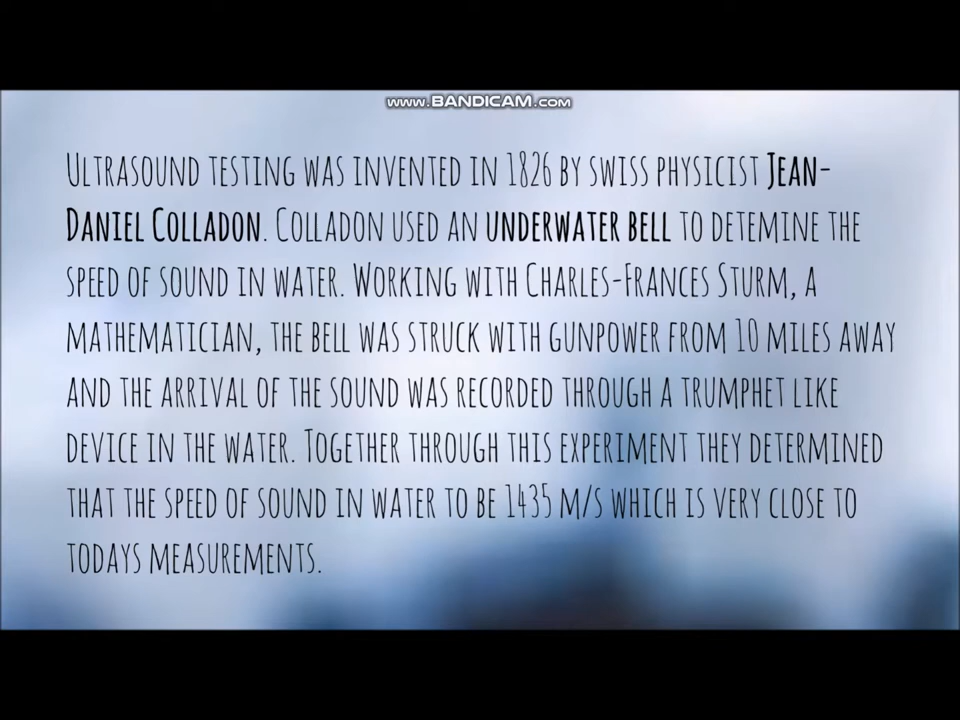 www.BANDICAM.com
Ultrasound testing was invented in 1826 by swiss physicist Jean-
Daniel Colladon. Colladon used an underwater bell to detemine the
speed of sound in water. Working with Charles-Frances Sturm, a
mathematician, the bell was struck with gunpower from 10 miles away
and the arrival of the sound was recorded through a trumphet like
device in the water. Together through this experiment they determined
that the speed of sound in water to be 1435 m/s which is very close to
todays measurements.